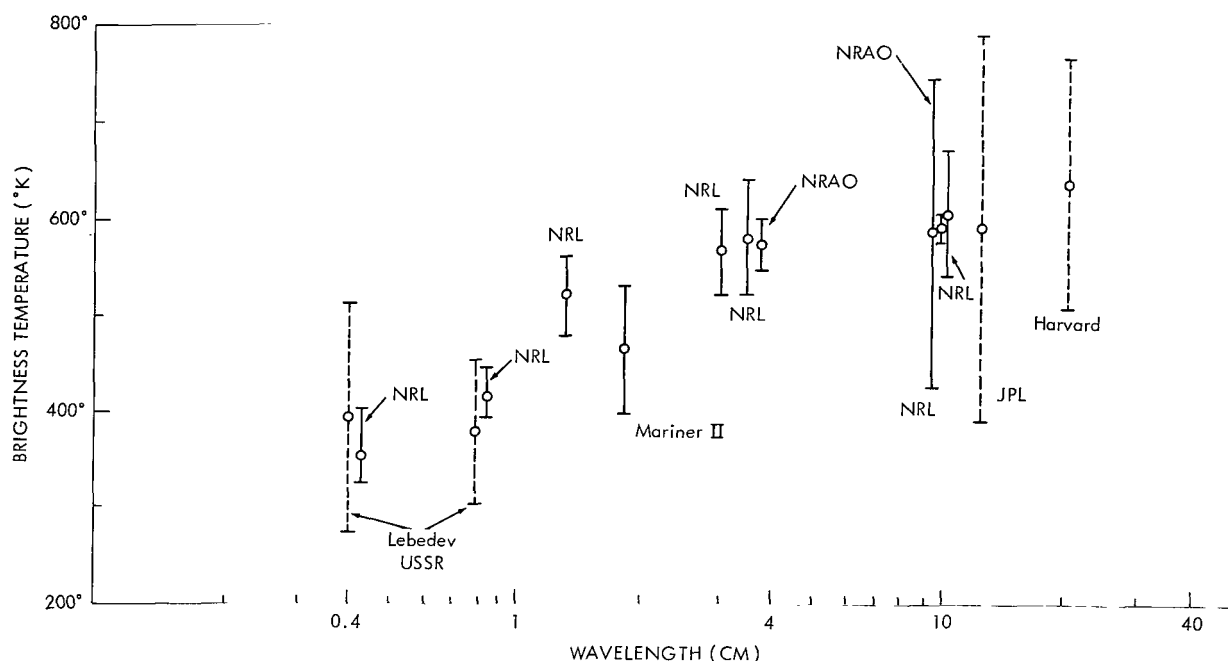 800°
600°
400°
200°
BRIGHTNESS TEMPERATURE (°K)
NRAO
NRL
NRAO
NRL
NRL
NRL
NRL
NRL
Harvard
NRL
JPL
Mariner II
Lebedev
USSR
0.4
1
4
10
40
WAVELENGTH (CM)